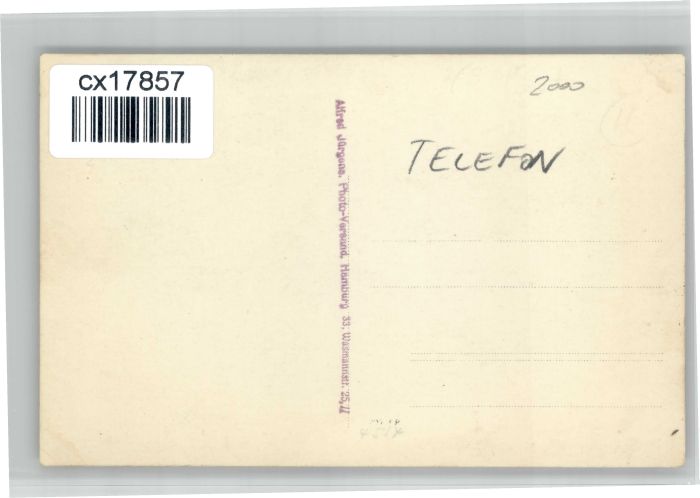 cx17857
2000
TELEFON
Alfred Jürgens, Photo-Versand, Hamburg 33, Wasmannstr. 25,II